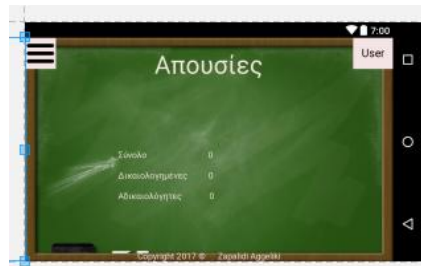 7:00
User
Απουσίες
Σύνολο 0
Δικαιολογημένες 0
Αδικαιολόγητες 0
Copyright 2017 © Zapalidi Aggeliki